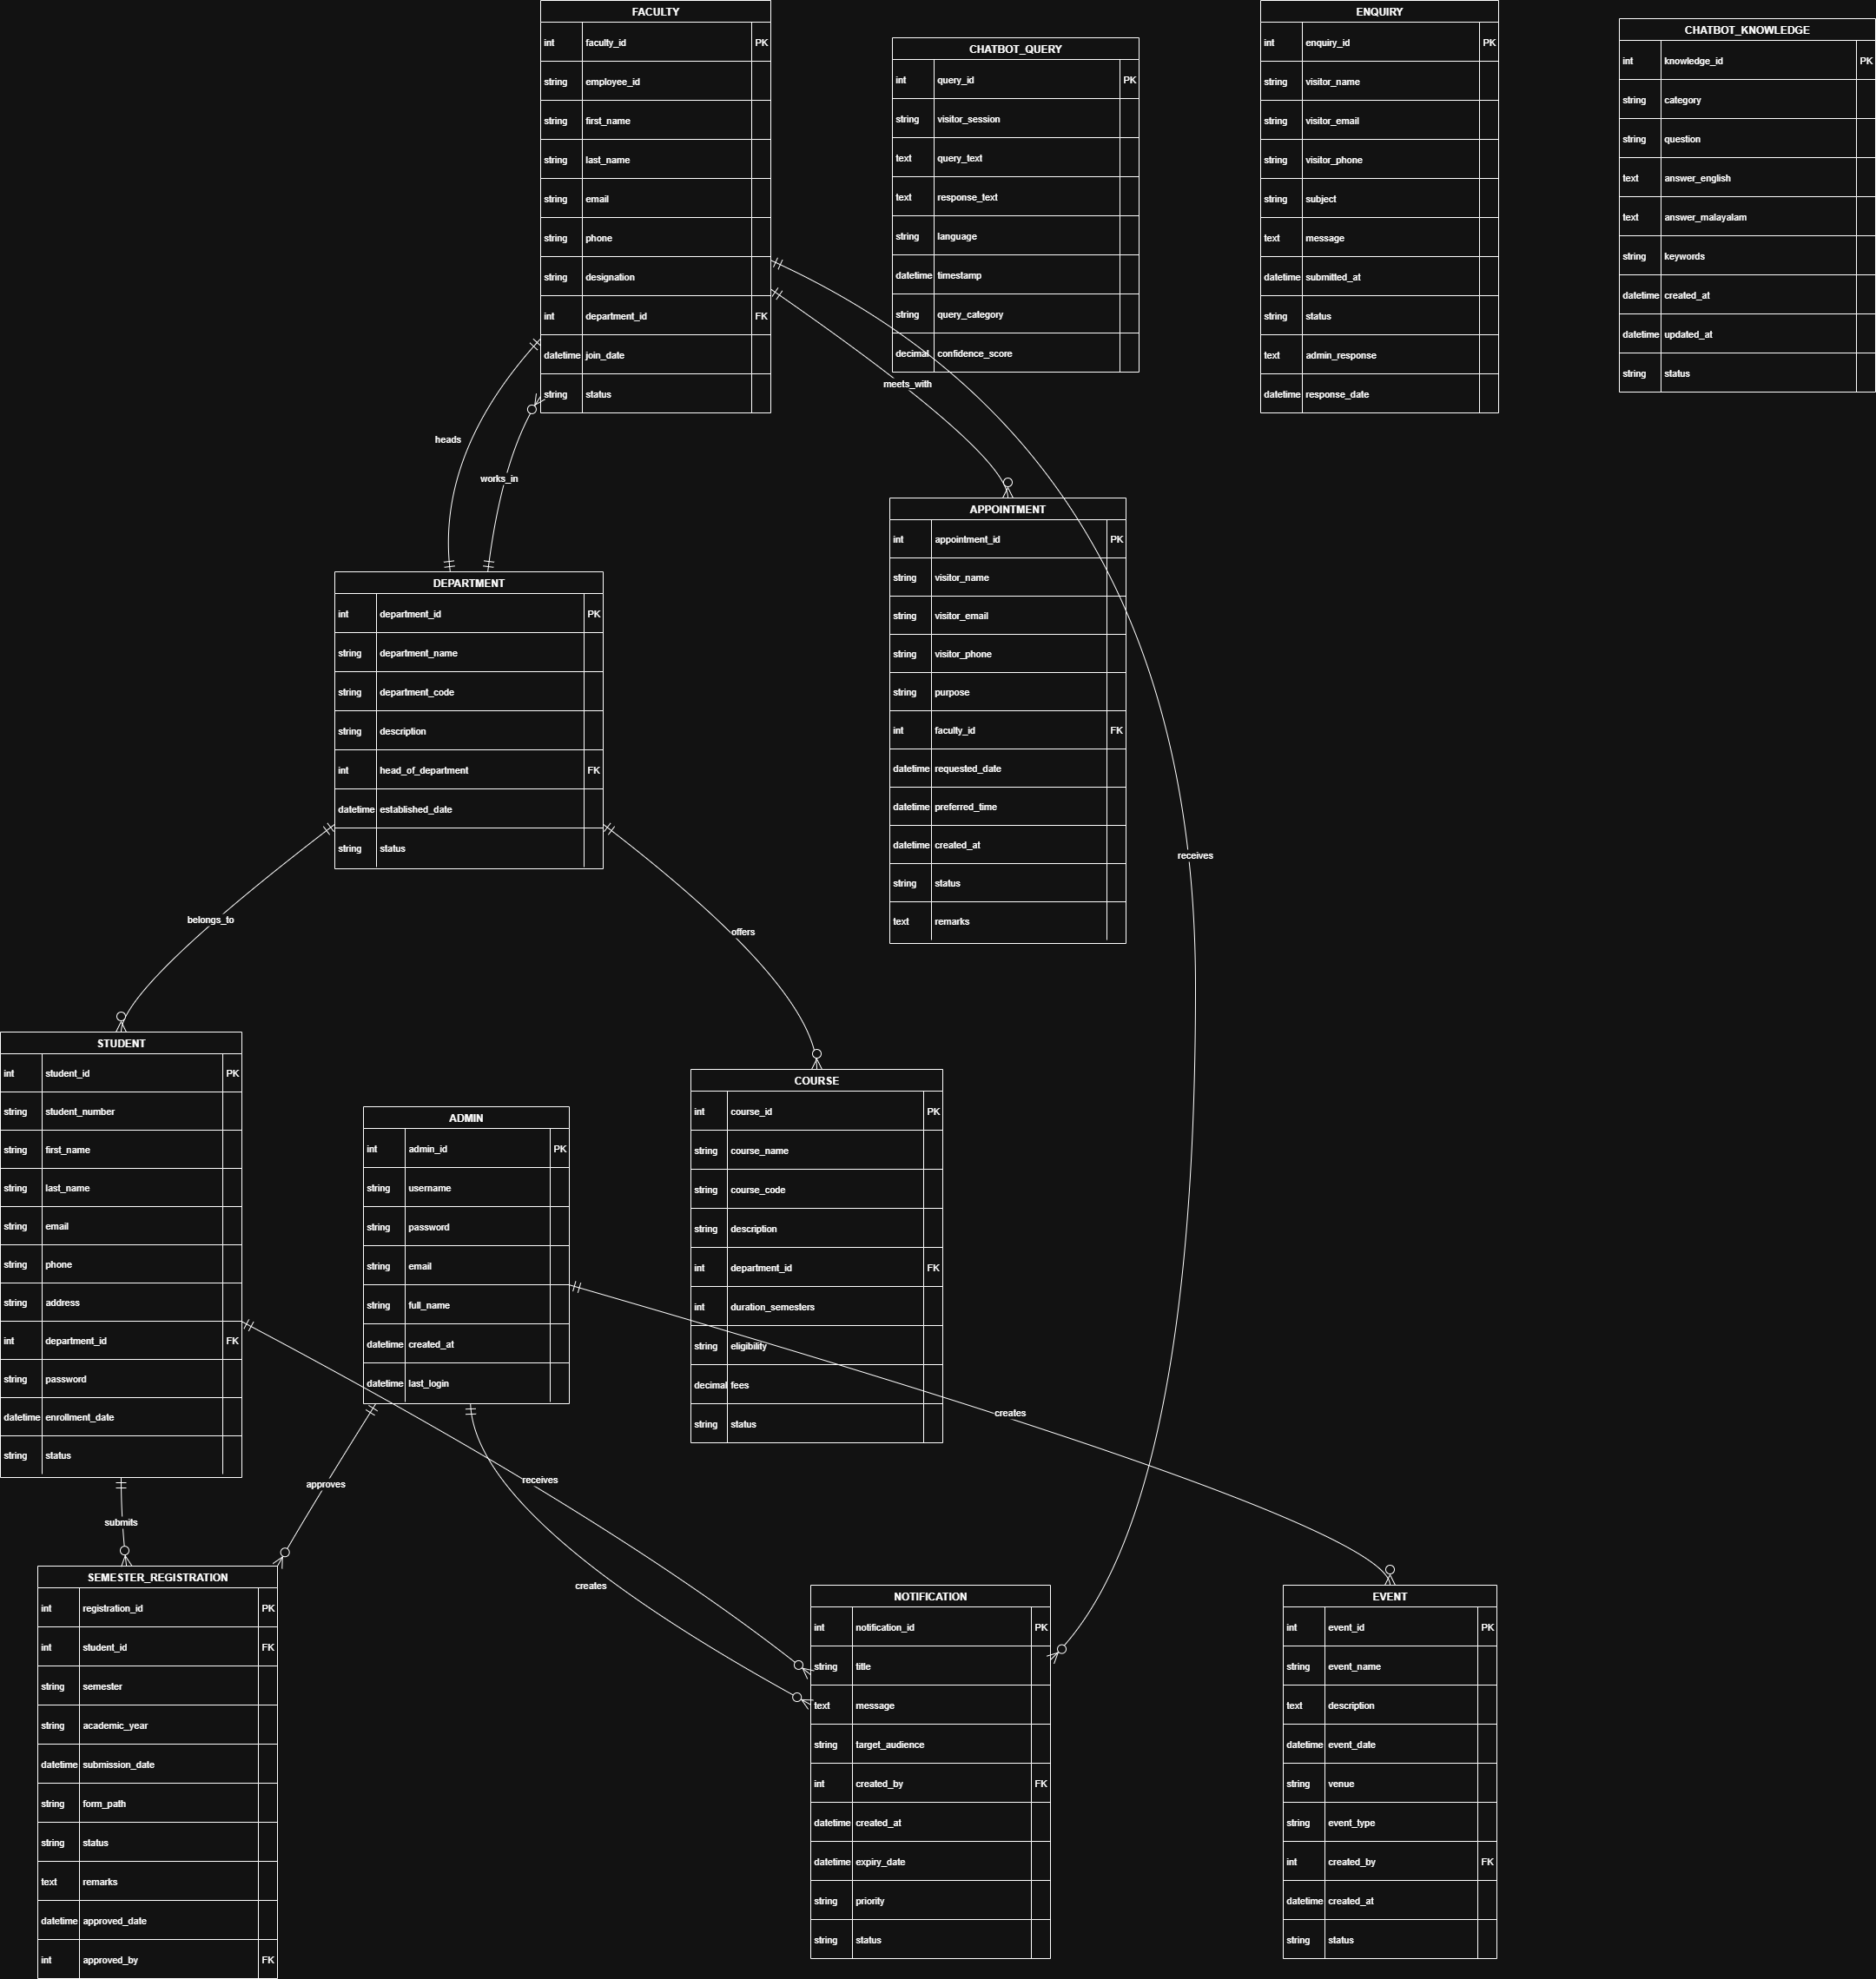 FACULTY
int faculty_id PK
string employee_id
string first_name
string last_name
string email
string phone
string designation
int department_id FK
datetime join_date
string status
CHATBOT_QUERY
int query_id PK
string visitor_session
text query_text
text response_text
string language
datetime timestamp
string query_category
decimal confidence_score
ENQUIRY
int enquiry_id PK
string visitor_name
string visitor_email
string visitor_phone
string subject
text message
datetime submitted_at
string status
text admin_response
datetime response_date
CHATBOT_KNOWLEDGE
int knowledge_id PK
string category
string question
text answer_english
text answer_malayalam
string keywords
datetime created_at
datetime updated_at
string status
meets_with
heads
works_in
APPOINTMENT
int appointment_id PK
string visitor_name
string visitor_email
string visitor_phone
string purpose
int faculty_id FK
datetime requested_date
datetime preferred_time
datetime created_at
string status
text remarks
DEPARTMENT
int department_id PK
string department_name
string department_code
string description
int head_of_department FK
datetime established_date
string status
receives
belongs_to
offers
STUDENT
int student_id PK
string student_number
string first_name
string last_name
string email
string phone
string address
int department_id FK
string password
datetime enrollment_date
string status
ADMIN
int admin_id PK
string username
string password
string email
string full_name
datetime created_at
datetime last_login
COURSE
int course_id PK
string course_name
string course_code
string description
int department_id FK
int duration_semesters
string eligibility
decimal fees
string status
creates
receives
approves
submits
creates
SEMESTER_REGISTRATION
int registration_id PK
int student_id FK
string semester
string academic_year
datetime submission_date
string form_path
string status
text remarks
datetime approved_date
int approved_by FK
NOTIFICATION
int notification_id PK
string title
text message
string target_audience
int created_by FK
datetime created_at
datetime expiry_date
string priority
string status
EVENT
int event_id PK
string event_name
text description
datetime event_date
string venue
string event_type
int created_by FK
datetime created_at
string status